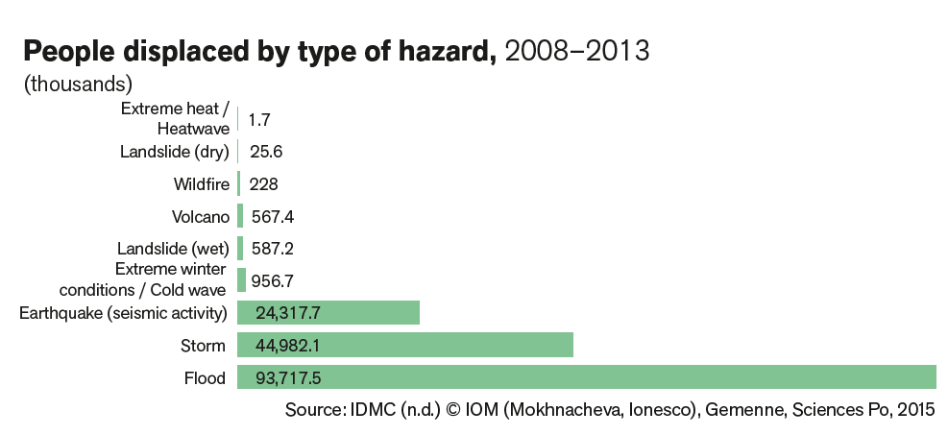 People displaced by type of hazard, 2008–2013
(thousands)
Extreme heat /
Heatwave 1.7
Landslide (dry) 25.6
Wildfire 228
Volcano 567.4
Landslide (wet) 587.2
Extreme winter
conditions / Cold wave 956.7
Earthquake (seismic activity) 24,317.7
Storm 44,982.1
Flood 93,717.5
Source: IDMC (n.d.) © IOM (Mokhnacheva, Ionesco), Gemenne, Sciences Po, 2015